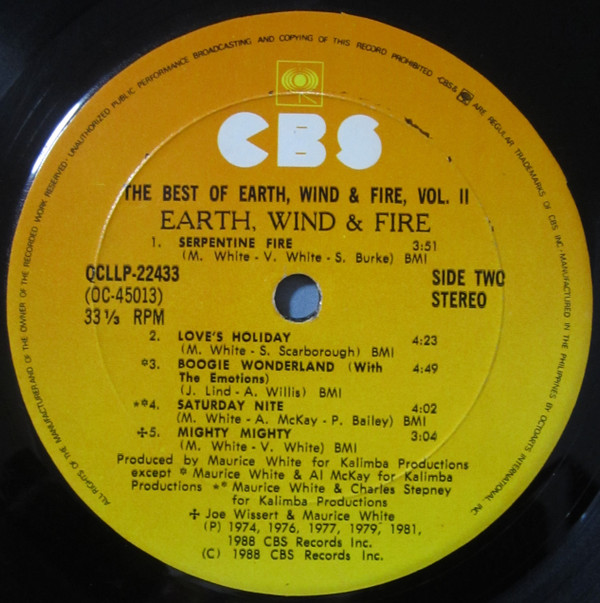 ALL RIGHTS OF THE MANUFACTURER AND OF THE OWNER OF THE RECORDED WORK RESERVED · UNAUTHORIZED PUBLIC PERFORMANCE BROADCASTING AND COPYING OF THIS RECORD PROHIBITED · CBS & ARE REGULAR TRADEMARKS OF CBS INC. MANUFACTURED IN THE PHILIPPINES BY OCTOARTS INTERNATIONAL, INC.
CBS
THE BEST OF EARTH, WIND & FIRE, VOL. II
EARTH, WIND & FIRE
1. SERPENTINE FIRE 3:51
(M. White - V. White - S. Burke) BMI
QCLLP-22433 SIDE TWO
(OC-45013) STEREO
33 1/3 RPM
2. LOVE'S HOLIDAY 4:23
(M. White - S. Scarborough) BMI
*3. BOOGIE WONDERLAND (With 4:49
The Emotions)
(J. Lind - A. Willis) BMI
**4. SATURDAY NITE 4:02
(M. White - A. McKay - P. Bailey) BMI
✢5. MIGHTY MIGHTY 3:04
(M. White - V. White) BMI
Produced by Maurice White for Kalimba Productions
except * Maurice White & Al McKay for Kalimba
Productions ** Maurice White & Charles Stepney
for Kalimba Productions
✢ Joe Wissert & Maurice White
(P) 1974, 1976, 1977, 1979, 1981,
1988 CBS Records Inc.
(C) 1988 CBS Records Inc.